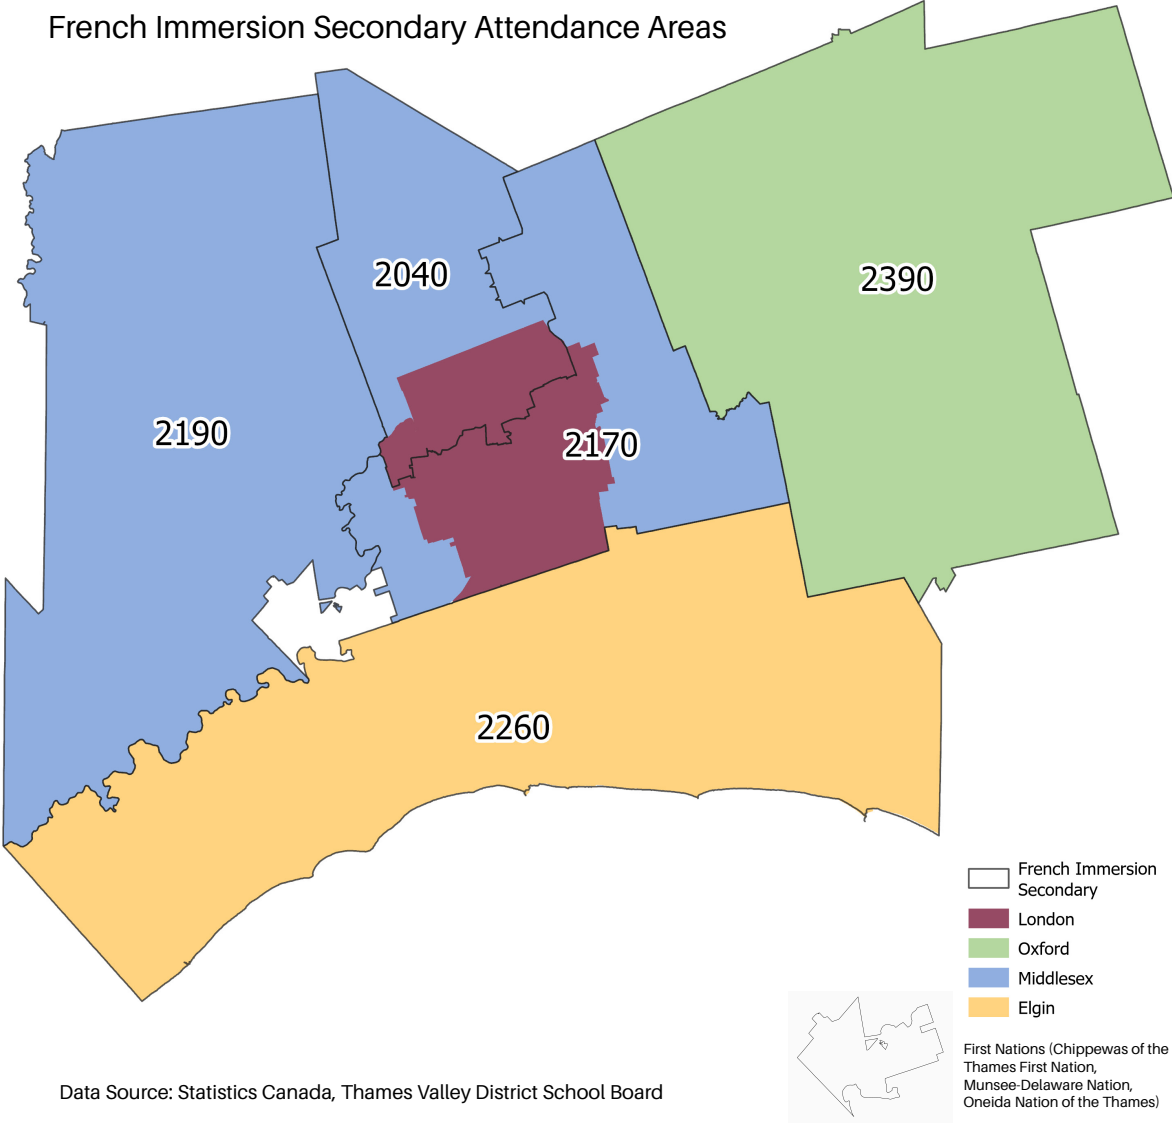 French Immersion Secondary Attendance Areas
2040
2390
2190
2170
2260
French Immersion
Secondary
London
Oxford
Middlesex
Elgin
First Nations (Chippewas of the
Thames First Nation,
Munsee-Delaware Nation,
Oneida Nation of the Thames)
Data Source: Statistics Canada, Thames Valley District School Board